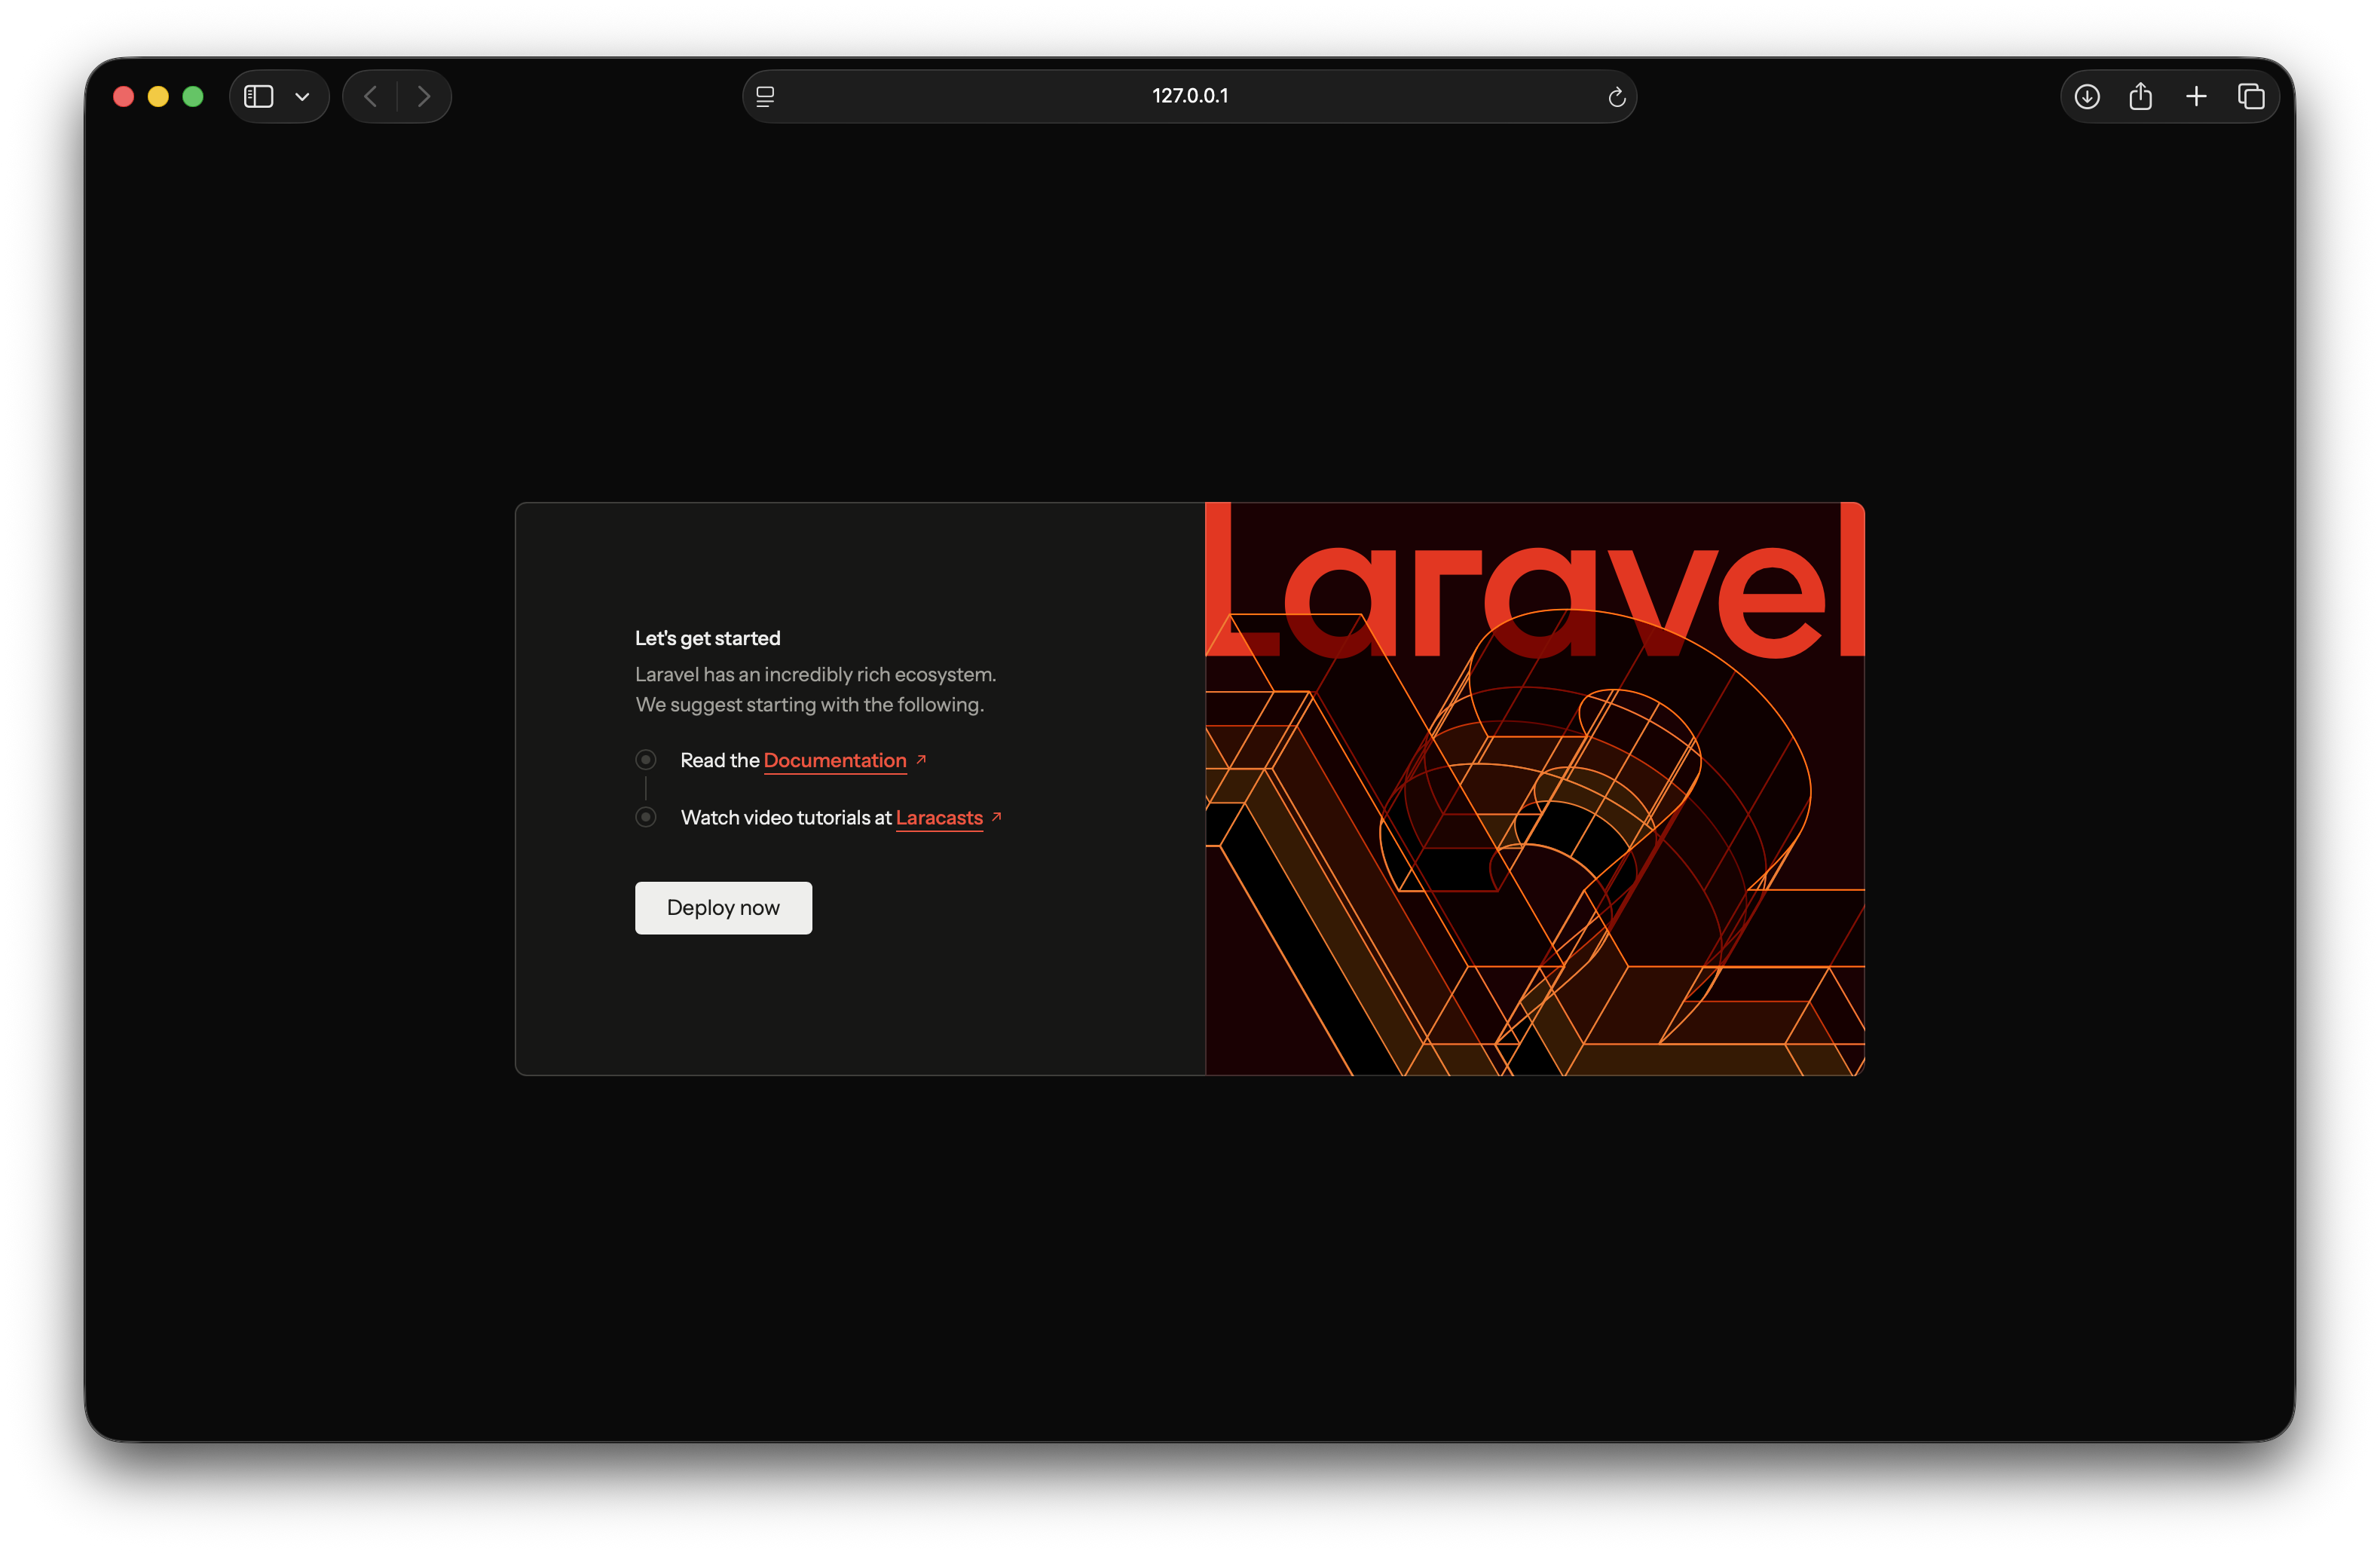 127.0.0.1
Laravel
Let's get started
Laravel has an incredibly rich ecosystem.
We suggest starting with the following.
Read the Documentation
Watch video tutorials at Laracasts
Deploy now